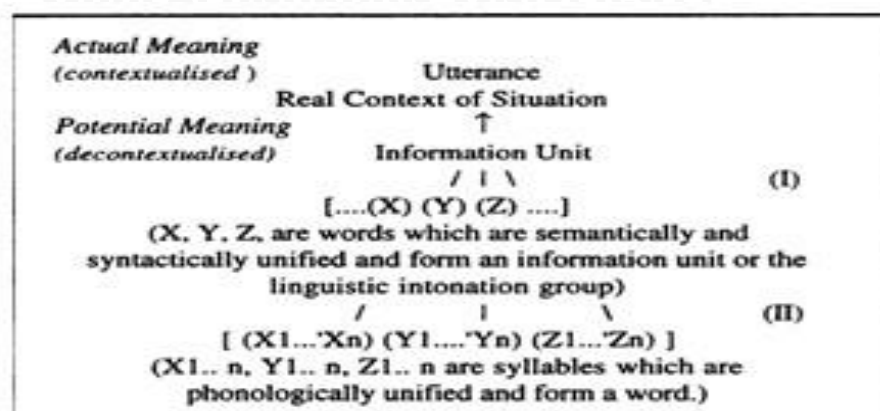 Actual Meaning
(contextualised ) Utterance
Real Context of Situation
Potential Meaning ↑
(decontextualised) Information Unit
/ | \ (I)
[....(X) (Y) (Z) ....]
(X, Y, Z, are words which are semantically and
syntactically unified and form an information unit or the
linguistic intonation group)
/ | \ (II)
[ (X1...'Xn) (Y1....'Yn) (Z1...'Zn) ]
(X1.. n, Y1.. n, Z1.. n are syllables which are
phonologically unified and form a word.)